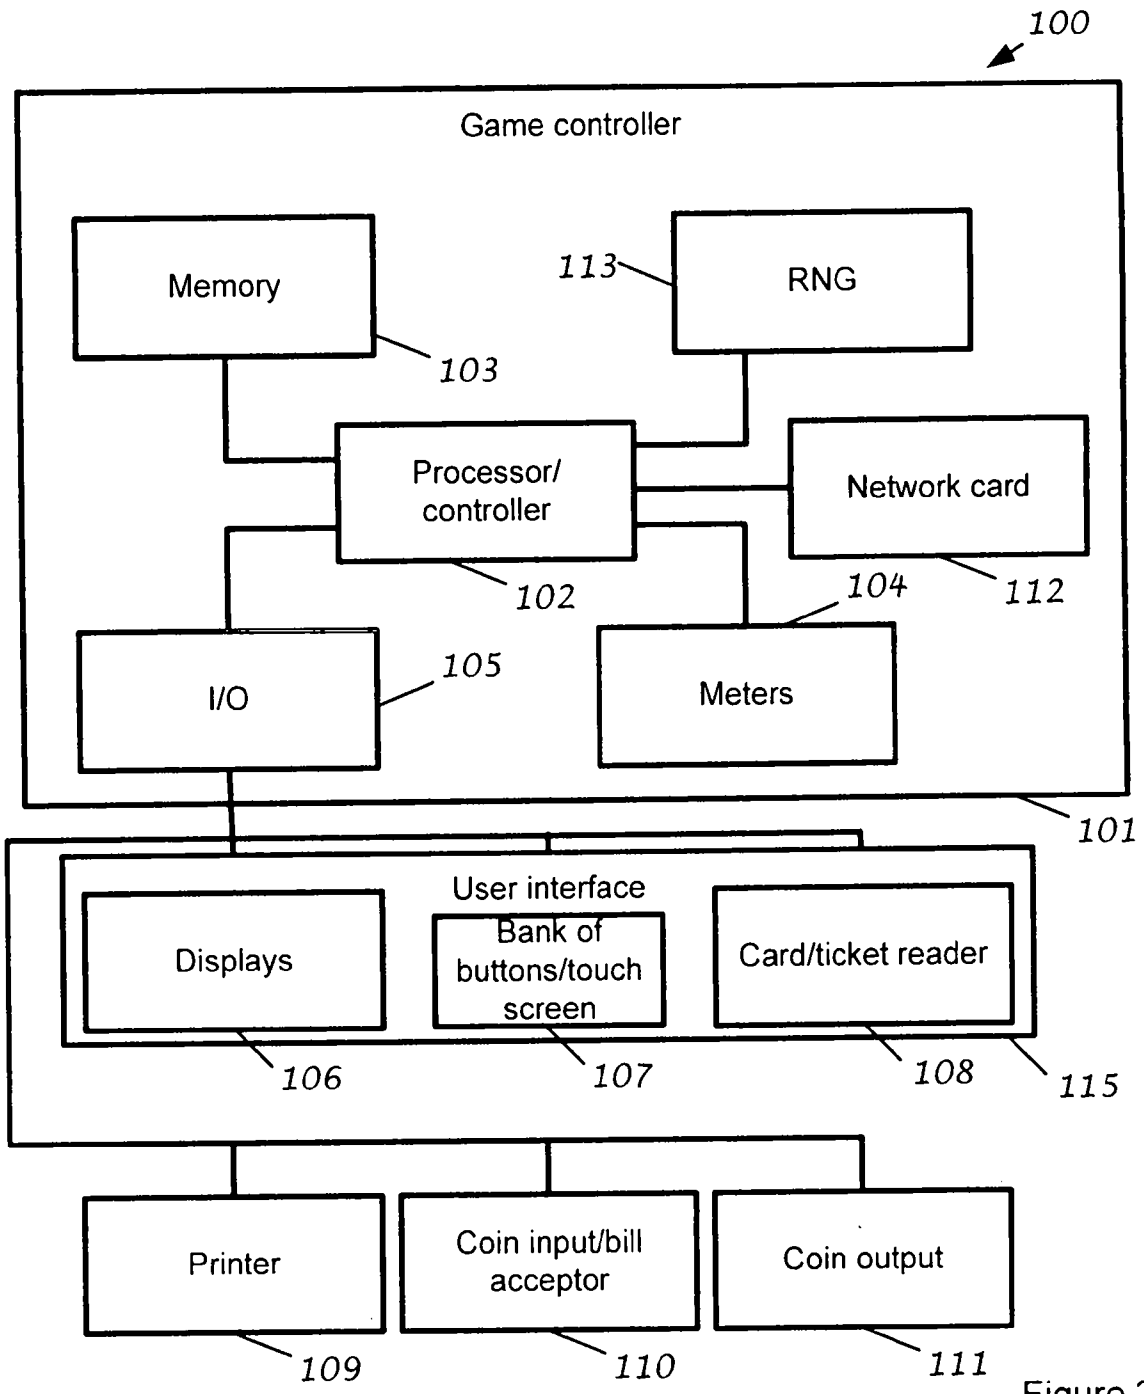 100
Game controller
Memory
113
RNG
103
Processor/
controller
Network card
102
104
112
I/O
105
Meters
101
User interface
Displays
Bank of
buttons/touch
screen
Card/ticket reader
106
107
108
115
Printer
Coin input/bill
acceptor
Coin output
109
110
111
Figure